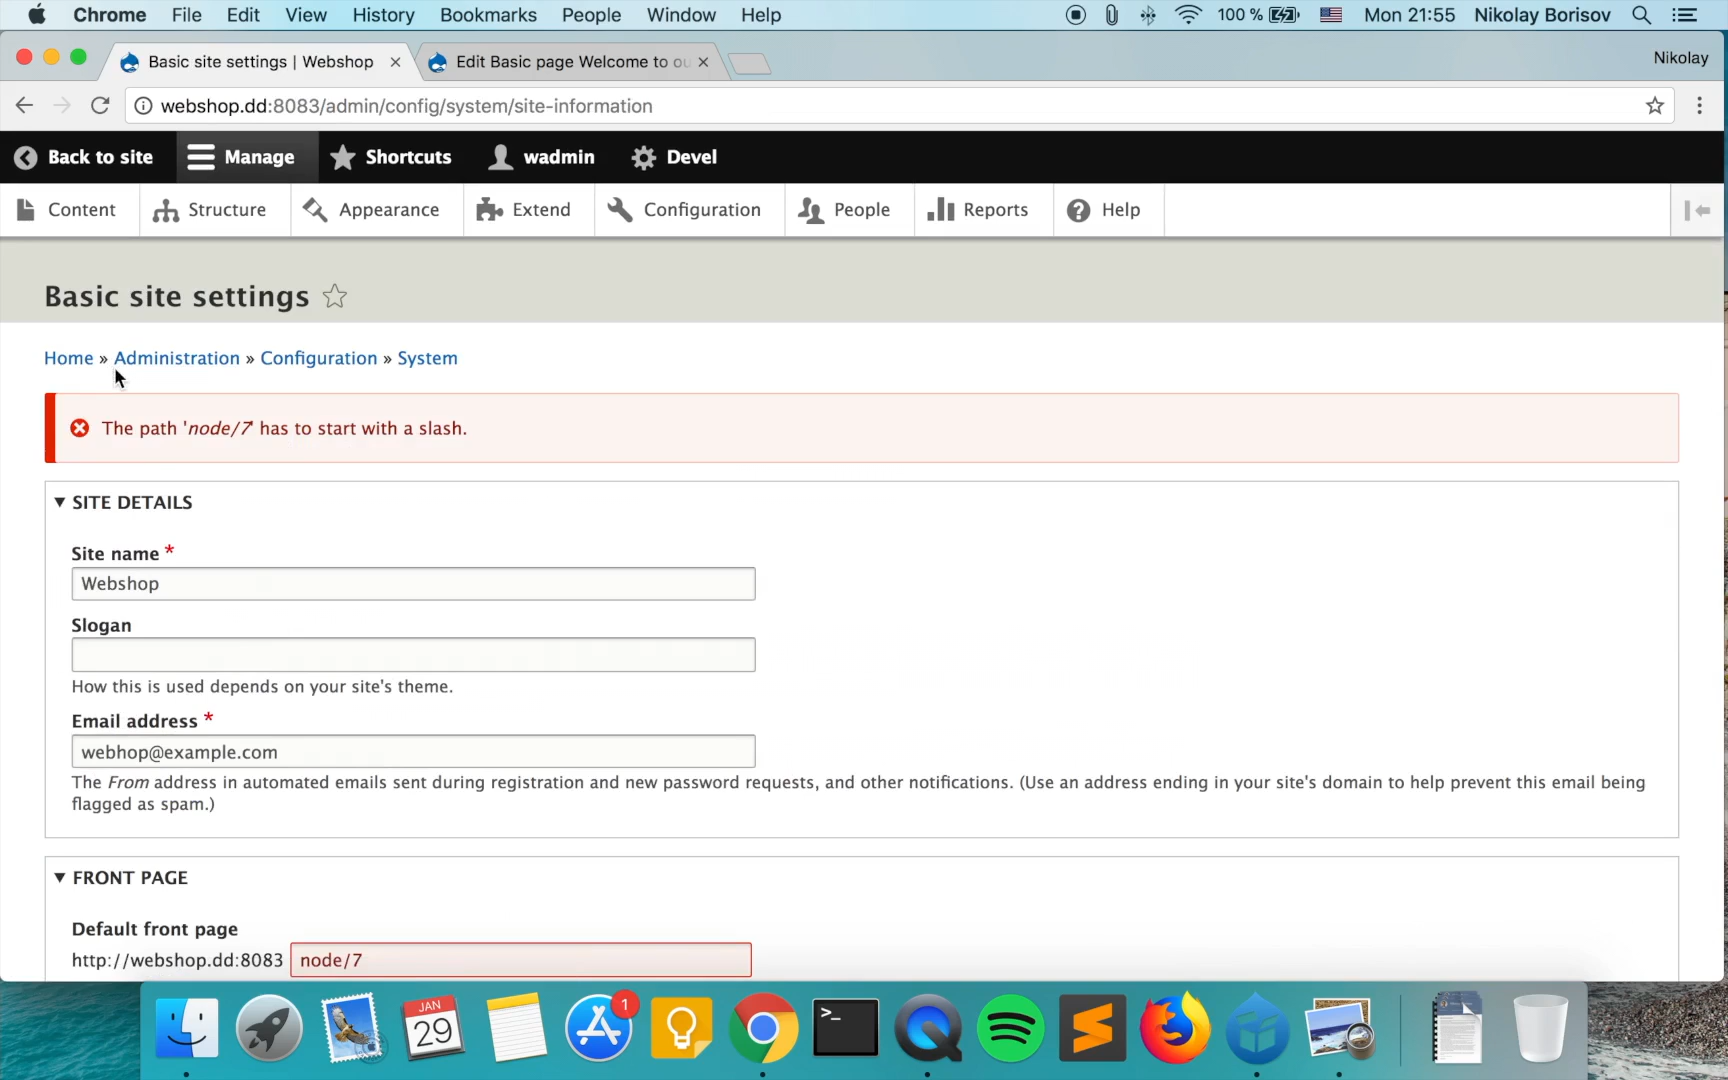 Chrome File Edit View History Bookmarks People Window Help 100 % Mon 21:55 Nikolay Borisov
Basic site settings | Webshop × Edit Basic page Welcome to ou × Nikolay
webshop.dd:8083/admin/config/system/site-information
Back to site Manage Shortcuts wadmin Devel
Content Structure Appearance Extend Configuration People Reports Help
Basic site settings
Home » Administration » Configuration » System
The path 'node/7' has to start with a slash.
SITE DETAILS
Site name *
Webshop
Slogan
How this is used depends on your site's theme.
Email address *
webhop@example.com
The From address in automated emails sent during registration and new password requests, and other notifications. (Use an address ending in your site's domain to help prevent this email being
flagged as spam.)
FRONT PAGE
Default front page
http://webshop.dd:8083 node/7
JAN
29
1
>_